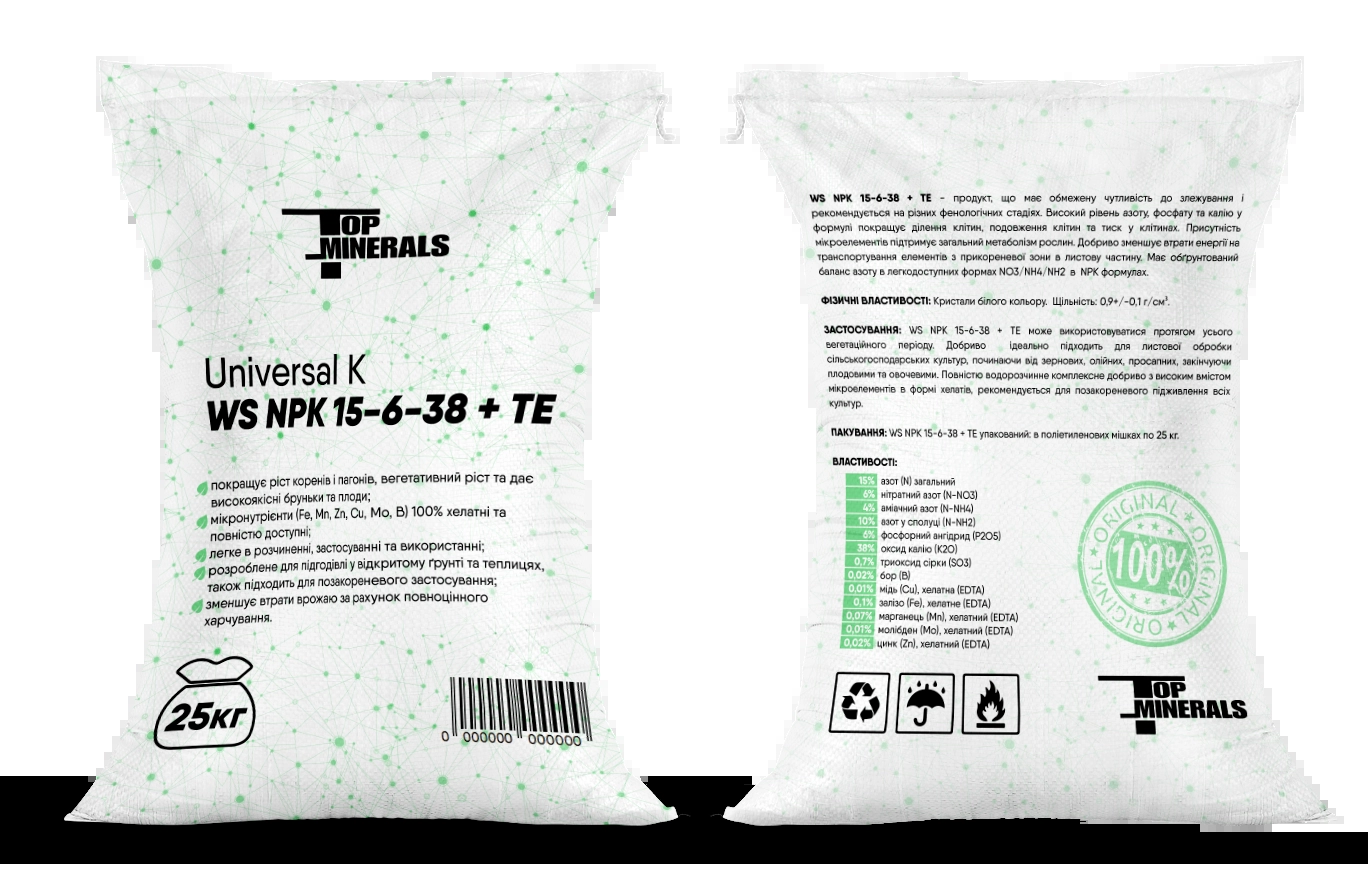 TOP
MINERALS
Universal K
WS NPK 15-6-38 + TE
покращує ріст коренів і пагонів, вегетативний ріст та дає
високоякісні бруньки та плоди;
мікронутрієнти (Fe, Mn, Zn, Cu, Mo, B) 100% хелатні та
повністю доступні;
легке в розчиненні, застосуванні та використанні;
розроблене для підгодівлі у відкритому ґрунті та теплицях,
також підходить для позакореневого застосування;
зменшує втрати врожаю за рахунок повноцінного
харчування.
25кг
0 000000 000000
WS NPK 15-6-38 + TE - продукт, що має обмежену чутливість до злежування і
рекомендується на різних фенологічних стадіях. Високий рівень азоту, фосфату та калію у
формулі покращує ділення клітин, подовження клітин та тиск у клітинах. Присутність
мікроелементів підтримує загальний метаболізм рослин. Добриво зменшує втрати енергії на
транспортування елементів з прикореневої зони в листову частину. Має обґрунтований
баланс азоту в легкодоступних формах NO3/NH4/NH2 в NPK формулах.
ФІЗИЧНІ ВЛАСТИВОСТІ: Кристали білого кольору. Щільність: 0,9+/-0,1 г/см³.
ЗАСТОСУВАННЯ: WS NPK 15-6-38 + TE може використовуватися протягом усього
вегетаційного періоду. Добриво ідеально підходить для листової обробки
сільськогосподарських культур, починаючи від зернових, олійних, просапних, закінчуючи
плодовими та овочевими. Повністю водорозчинне комплексне добриво з високим вмістом
мікроелементів в формі хелатів, рекомендується для позакореневого підживлення всіх
культур.
ПАКУВАННЯ: WS NPK 15-6-38 + TE упакований: в поліетиленових мішках по 25 кг.
ВЛАСТИВОСТІ:
15% азот (N) загальний
6% нітратний азот (N-NO3)
4% аміачний азот (N-NH4)
10% азот у сполуці (N-NH2)
6% фосфорний ангідрид (P2O5)
38% оксид калію (K2O)
0,7% триоксид сірки (SO3)
0,02% бор (B)
0,01% мідь (Cu), хелатна (EDTA)
0,1% залізо (Fe), хелатне (EDTA)
0,07% марганець (Mn), хелатний (EDTA)
0,01% молібден (Mo), хелатний (EDTA)
0,02% цинк (Zn), хелатний (EDTA)
ORIGINAL ORIGINAL ORIGINAL ORIGINAL
100%
TOP
MINERALS